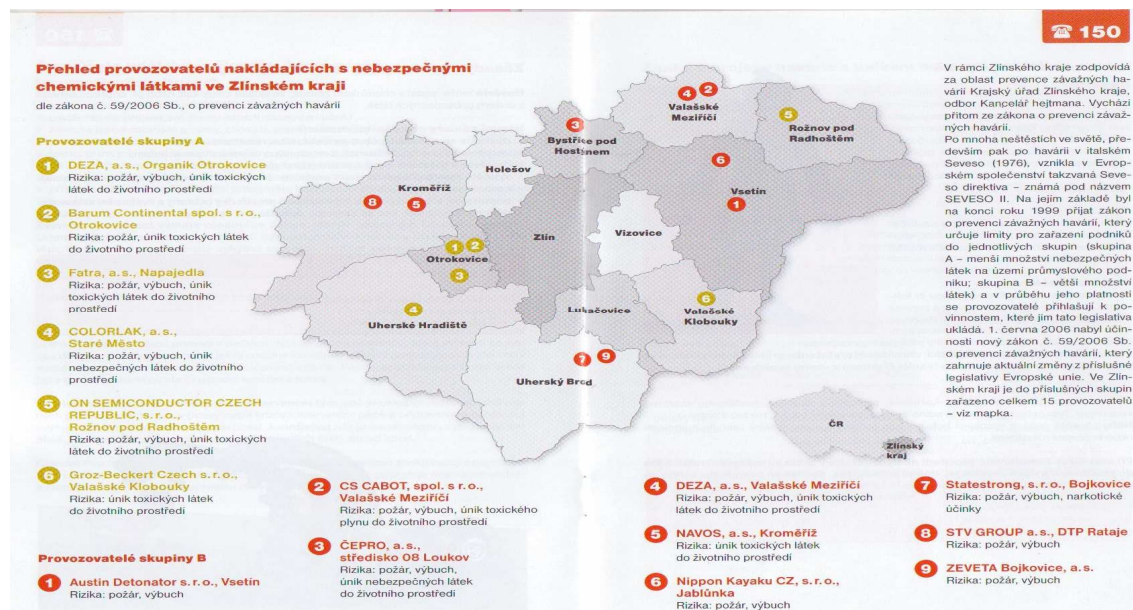 ☎ 150
Přehled provozovatelů nakládajících s nebezpečnými
chemickými látkami ve Zlínském kraji
dle zákona č. 59/2006 Sb., o prevenci závažných havárií
Provozovatelé skupiny A
1 DEZA, a.s., Organik Otrokovice
Rizika: požár, výbuch, únik toxických
látek do životního prostředí
2 Barum Continental spol. s r.o.,
Otrokovice
Rizika: požár, únik toxických látek
do životního prostředí
3 Fatra, a.s., Napajedla
Rizika: požár, výbuch, únik
toxických látek do životního
prostředí
4 COLORLAK, a.s.,
Staré Město
Rizika: požár, výbuch, únik
nebezpečných látek do životního
prostředí
5 ON SEMICONDUCTOR CZECH
REPUBLIC, s.r.o.,
Rožnov pod Radhoštěm
Rizika: požár, výbuch, únik toxických
látek do životního prostředí
6 Groz-Beckert Czech s.r.o.,
Valašské Klobouky
Rizika: únik toxických látek
do životního prostředí
Provozovatelé skupiny B
1 Austin Detonator s.r.o., Vsetín
Rizika: požár, výbuch
2 CS CABOT, spol. s r.o.,
Valašské Meziříčí
Rizika: požár, výbuch, únik toxického
plynu do životního prostředí
3 ČEPRO, a.s.,
středisko 08 Loukov
Rizika: požár, výbuch,
únik nebezpečných látek
do životního prostředí
4 DEZA, a.s., Valašské Meziříčí
Rizika: požár, výbuch, únik toxických
látek do životního prostředí
5 NAVOS, a.s., Kroměříž
Rizika: únik toxických látek
do životního prostředí
6 Nippon Kayaku CZ, s.r.o.,
Jablůnka
Rizika: požár, výbuch
7 Statestrong, s.r.o., Bojkovice
Rizika: požár, výbuch, narkotické
účinky
8 STV GROUP a.s., DTP Rataje
Rizika: požár, výbuch
9 ZEVETA Bojkovice, a.s.
Rizika: požár, výbuch
4 2
Valašské
Meziříčí
5
Rožnov pod
Radhoštěm
3
Bystřice pod
Hostýnem
Holešov
Kroměříž
8 5
6
Vsetín
1
Zlín
Vizovice
1 2
Otrokovice
3
4
Uherské Hradiště
Luhačovice
6
Valašské
Klobouky
7 9
Uherský Brod
ČR
Zlínský
kraj
V rámci Zlínského kraje zodpovídá
za oblast prevence závažných ha-
várií Krajský úřad Zlínského kraje,
odbor Kancelář hejtmana. Vychází
přitom ze zákona o prevenci závaž-
ných havárií.
Po mnoha neštěstích ve světě, pře-
devším pak po havárii v italském
Seveso (1976), vznikla v Evrop-
ském společenství takzvaná Seve-
so direktiva – známá pod názvem
SEVESO II. Na jejím základě byl
na konci roku 1999 přijat zákon
o prevenci závažných havárií, který
určuje limity pro zařazení podniků
do jednotlivých skupin (skupina
A – menší množství nebezpečných
látek na území průmyslového pod-
niku; skupina B – větší množství
látek) a v průběhu jeho platnosti
se provozovatelé přihlašují k po-
vinnostem, které jim tato legislativa
ukládá. 1. června 2006 nabyl účin-
nosti nový zákon č. 59/2006 Sb.
o prevenci závažných havárií, který
zahrnuje aktuální změny z příslušné
legislativy Evropské unie. Ve Zlín-
ském kraji je do příslušných skupin
zařazeno celkem 15 provozovatelů
– viz mapka.